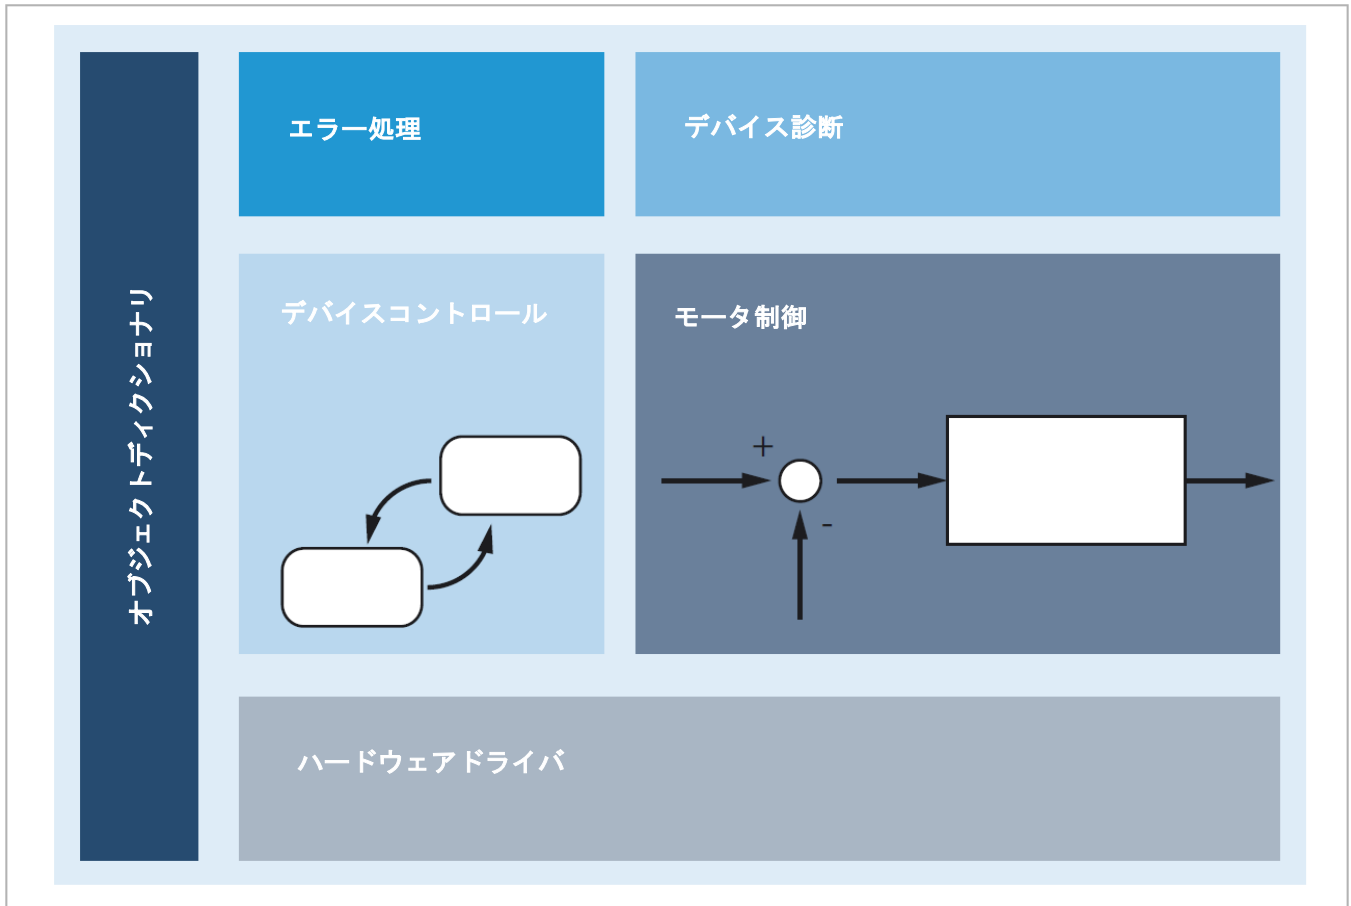 オブジェクトディクショナリ
エラー処理
デバイス診断
デバイスコントロール
モータ制御
+
-
ハードウェアドライバ